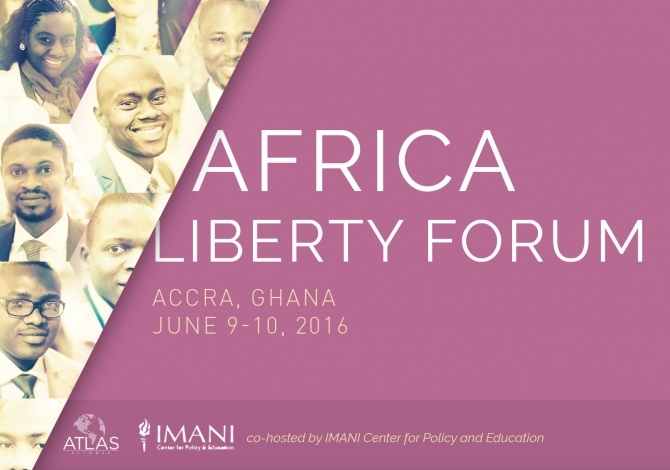 AFRICA
LIBERTY FORUM
ACCRA, GHANA
JUNE 9-10, 2016
ATLAS
NETWORK
IMANI
Center for Policy & Education
co-hosted by IMANI Center for Policy and Education